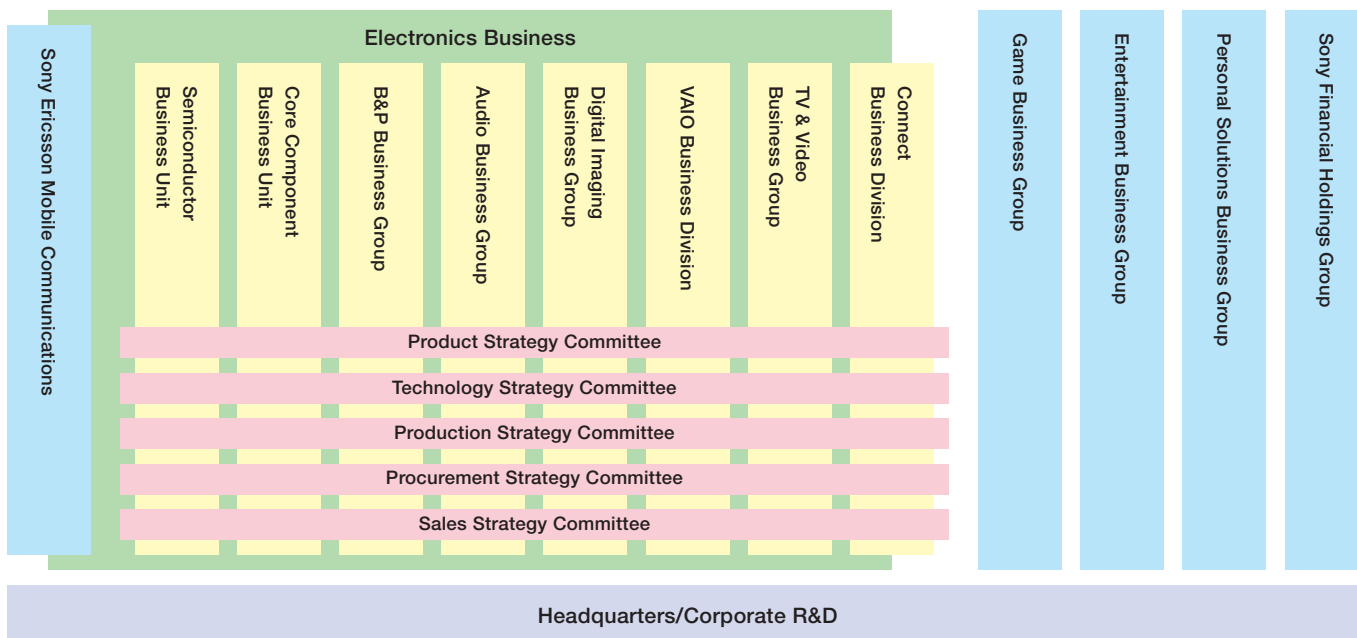 Electronics Business
Sony Ericsson Mobile Communications
Semiconductor
Business Unit
Core Component
Business Unit
B&P Business Group
Audio Business Group
Digital Imaging
Business Group
VAIO Business Division
TV & Video
Business Group
Connect
Business Division
Game Business Group
Entertainment Business Group
Personal Solutions Business Group
Sony Financial Holdings Group
Product Strategy Committee
Technology Strategy Committee
Production Strategy Committee
Procurement Strategy Committee
Sales Strategy Committee
Headquarters/Corporate R&D